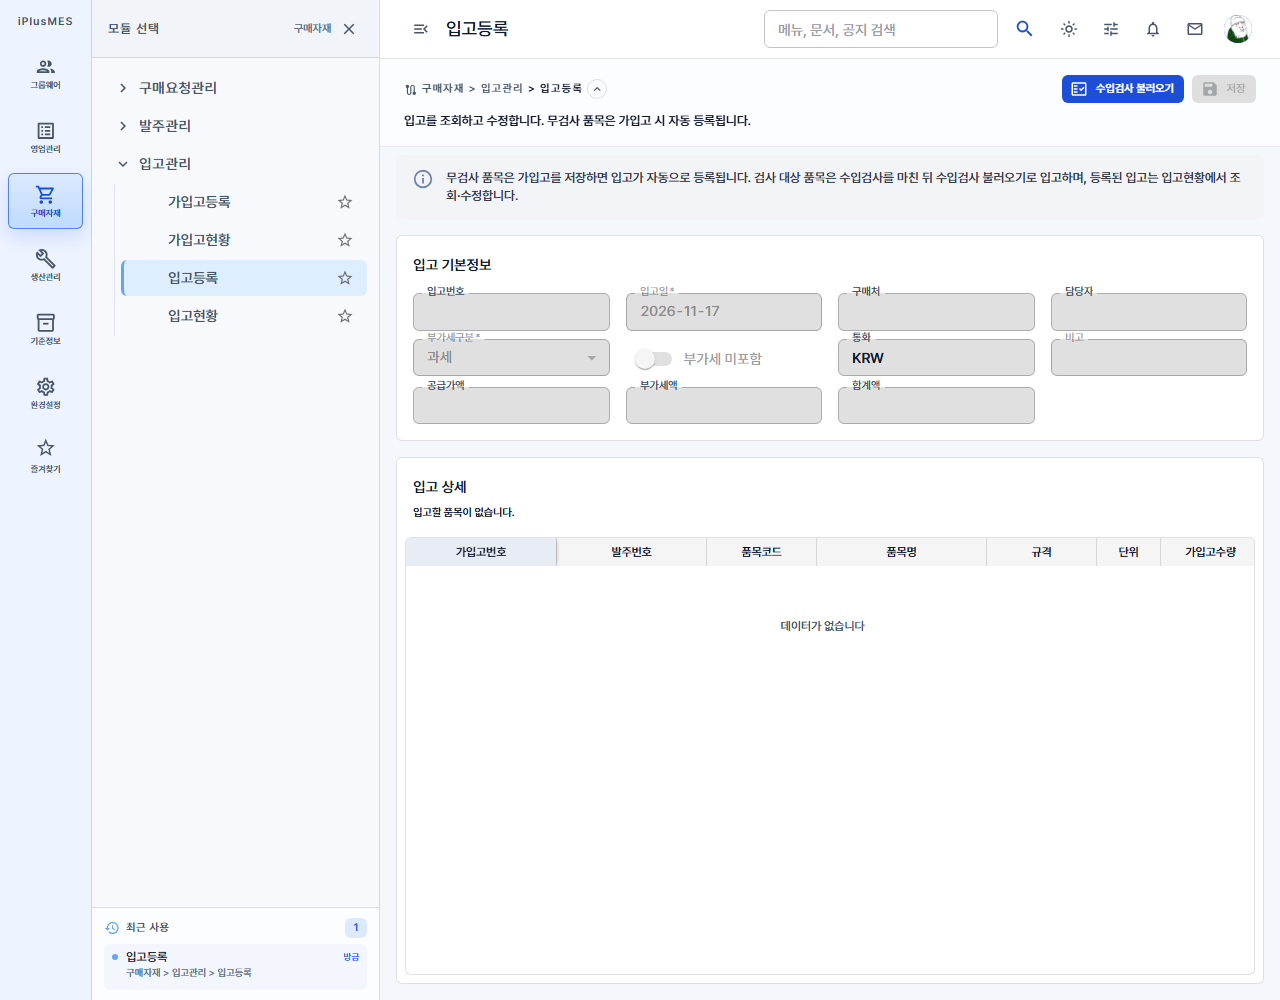 iPlusMES
그룹웨어
영업관리
구매자재
생산관리
기준정보
환경설정
즐겨찾기
모듈 선택
구매자재
구매요청관리
발주관리
입고관리
가입고등록
가입고현황
입고등록
입고현황
최근 사용
1
입고등록
방금
구매자재 > 입고관리 > 입고등록
입고등록
메뉴, 문서, 공지 검색
구매자재 > 입고관리 > 입고등록
수입검사 불러오기
저장
입고를 조회하고 수정합니다. 무검사 품목은 가입고 시 자동 등록됩니다.
무검사 품목은 가입고를 저장하면 입고가 자동으로 등록됩니다. 검사 대상 품목은 수입검사를 마친 뒤 수입검사 불러오기로 입고하며, 등록된 입고는 입고현황에서 조
회·수정합니다.
입고 기본정보
입고번호
입고일*
2026-11-17
구매처
담당자
부가세구분*
과세
부가세 미포함
통화
KRW
비고
공급가액
부가세액
합계액
입고 상세
입고할 품목이 없습니다.
가입고번호
발주번호
품목코드
품목명
규격
단위
가입고수량
데이터가 없습니다